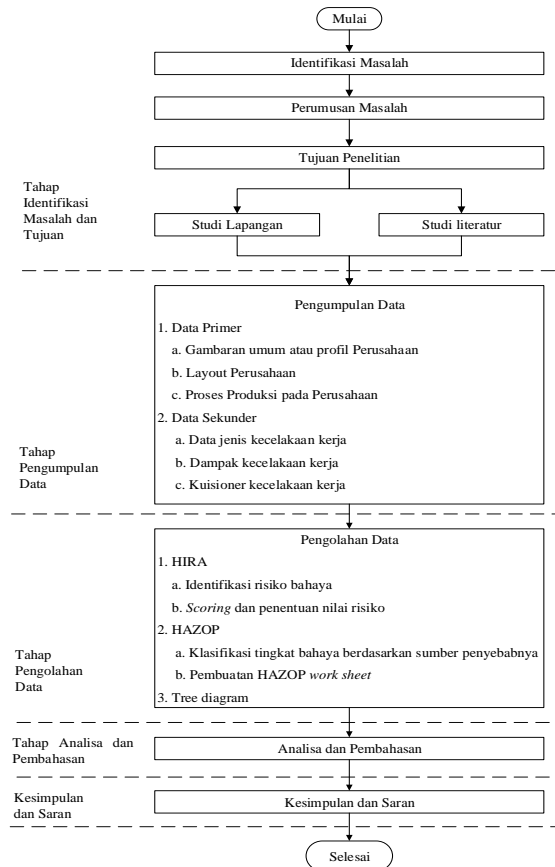 Mulai
Identifikasi Masalah
Perumusan Masalah
Tujuan Penelitian
Tahap
Identifikasi
Masalah dan
Tujuan
Studi Lapangan
Studi literatur
Pengumpulan Data
1. Data Primer
a. Gambaran umum atau profil Perusahaan
b. Layout Perusahaan
c. Proses Produksi pada Perusahaan
2. Data Sekunder
a. Data jenis kecelakaan kerja
b. Dampak kecelakaan kerja
c. Kuisioner kecelakaan kerja
Tahap
Pengumpulan
Data
Pengolahan Data
1. HIRA
a. Identifikasi risiko bahaya
b. Scoring dan penentuan nilai risiko
2. HAZOP
a. Klasifikasi tingkat bahaya berdasarkan sumber penyebabnya
b. Pembuatan HAZOP work sheet
3. Tree diagram
Tahap
Pengolahan
Data
Tahap Analisa dan
Pembahasan
Analisa dan Pembahasan
Kesimpulan
dan Saran
Kesimpulan dan Saran
Selesai